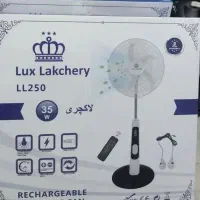 Lux Lakchery
LL250
35
W
لاکچری
RECHARGEABLE